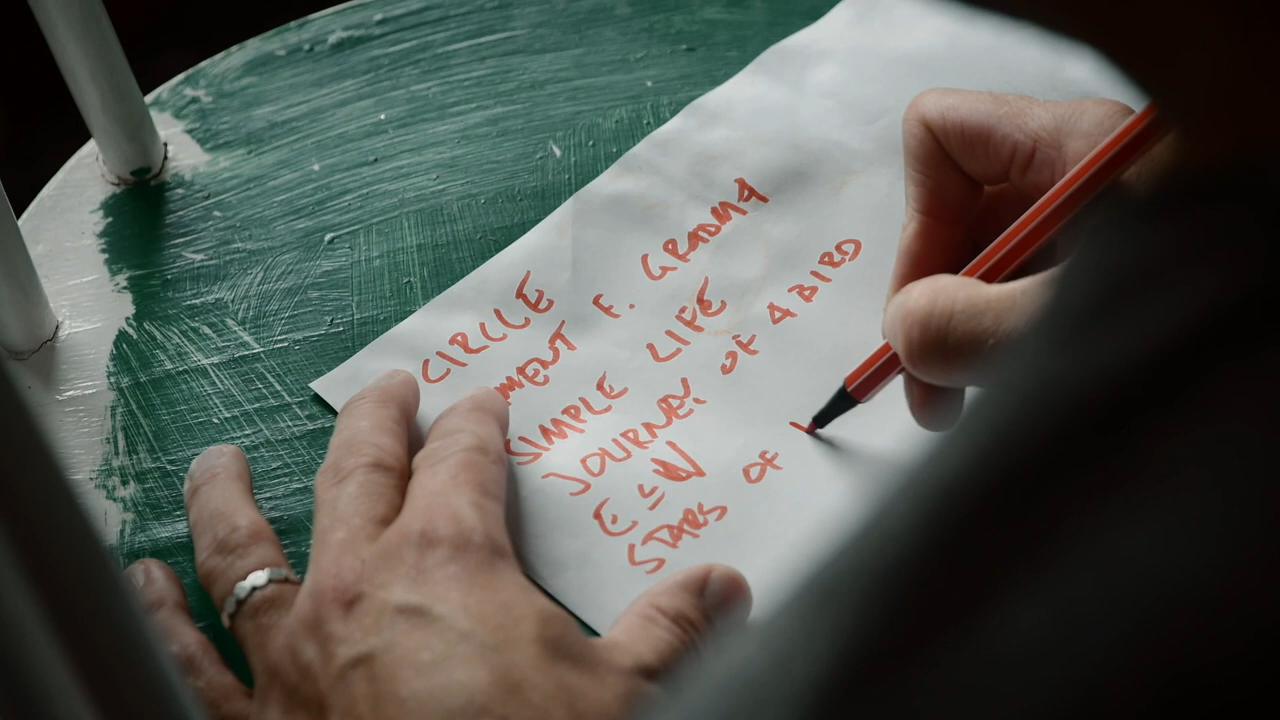 CIRCLE
MENT F. GRANDMA
SIMPLE LIFE
JOURNEY OF A BIRD
STARS OF